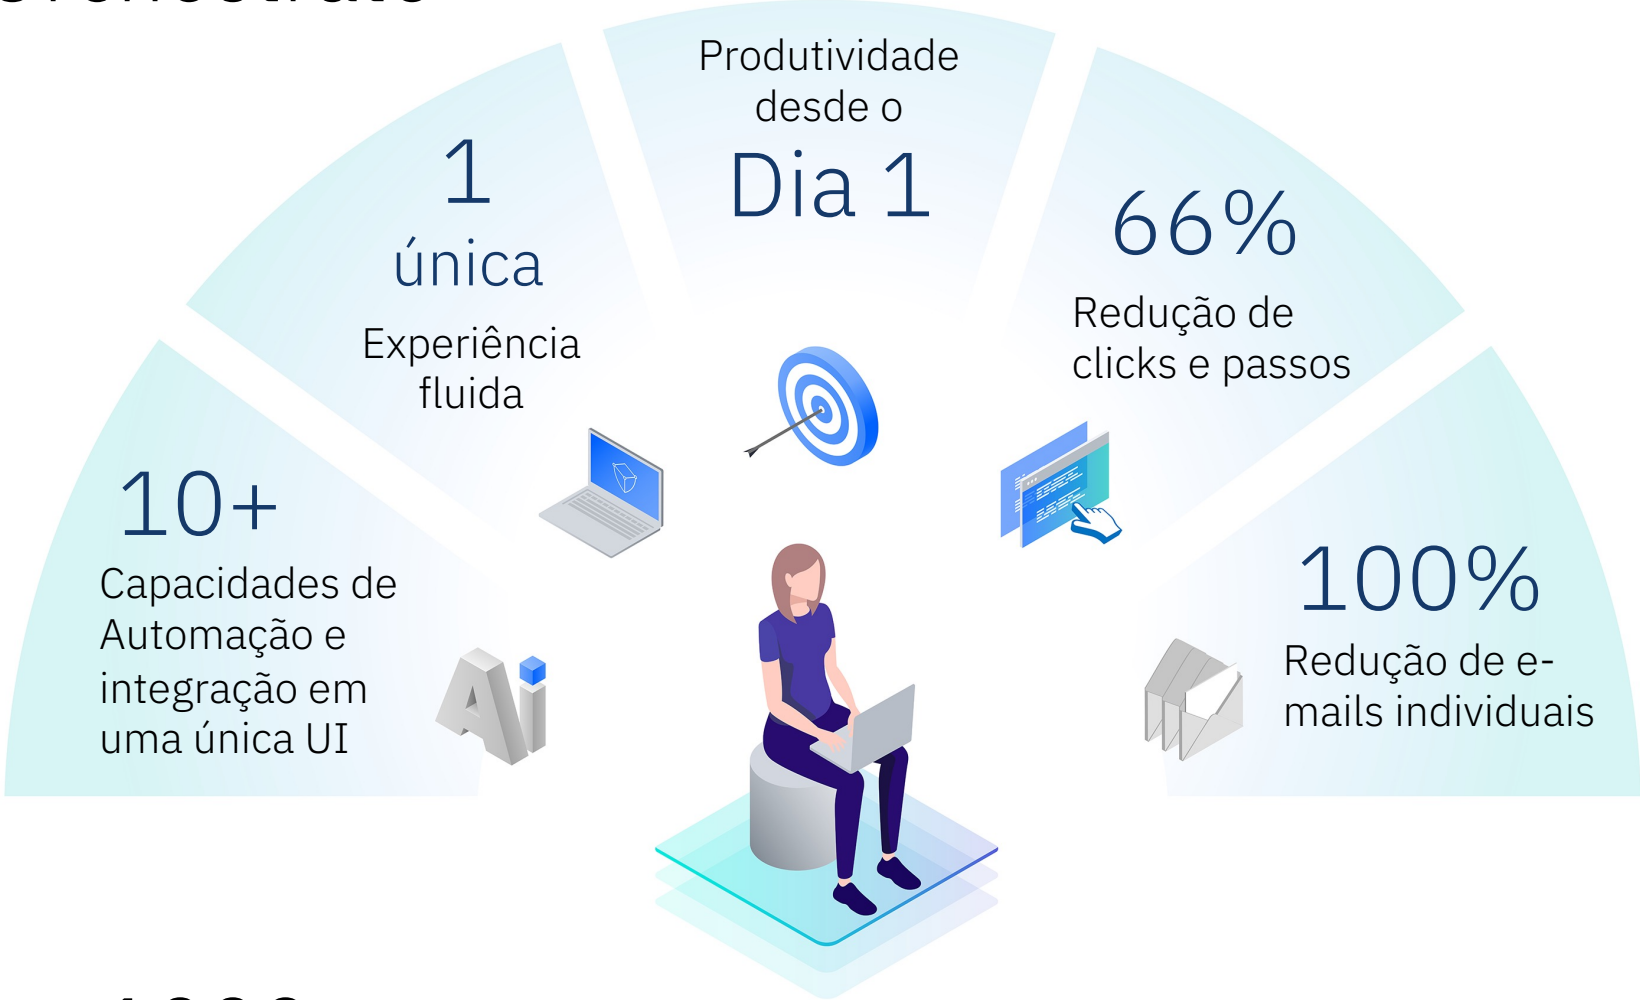 10+
Capacidades de
Automação e
integração em
uma única UI
1
única
Experiência
fluida
Produtividade
desde o
Dia 1
66%
Redução de
clicks e passos
100%
Redução de e-
mails individuais
Ai